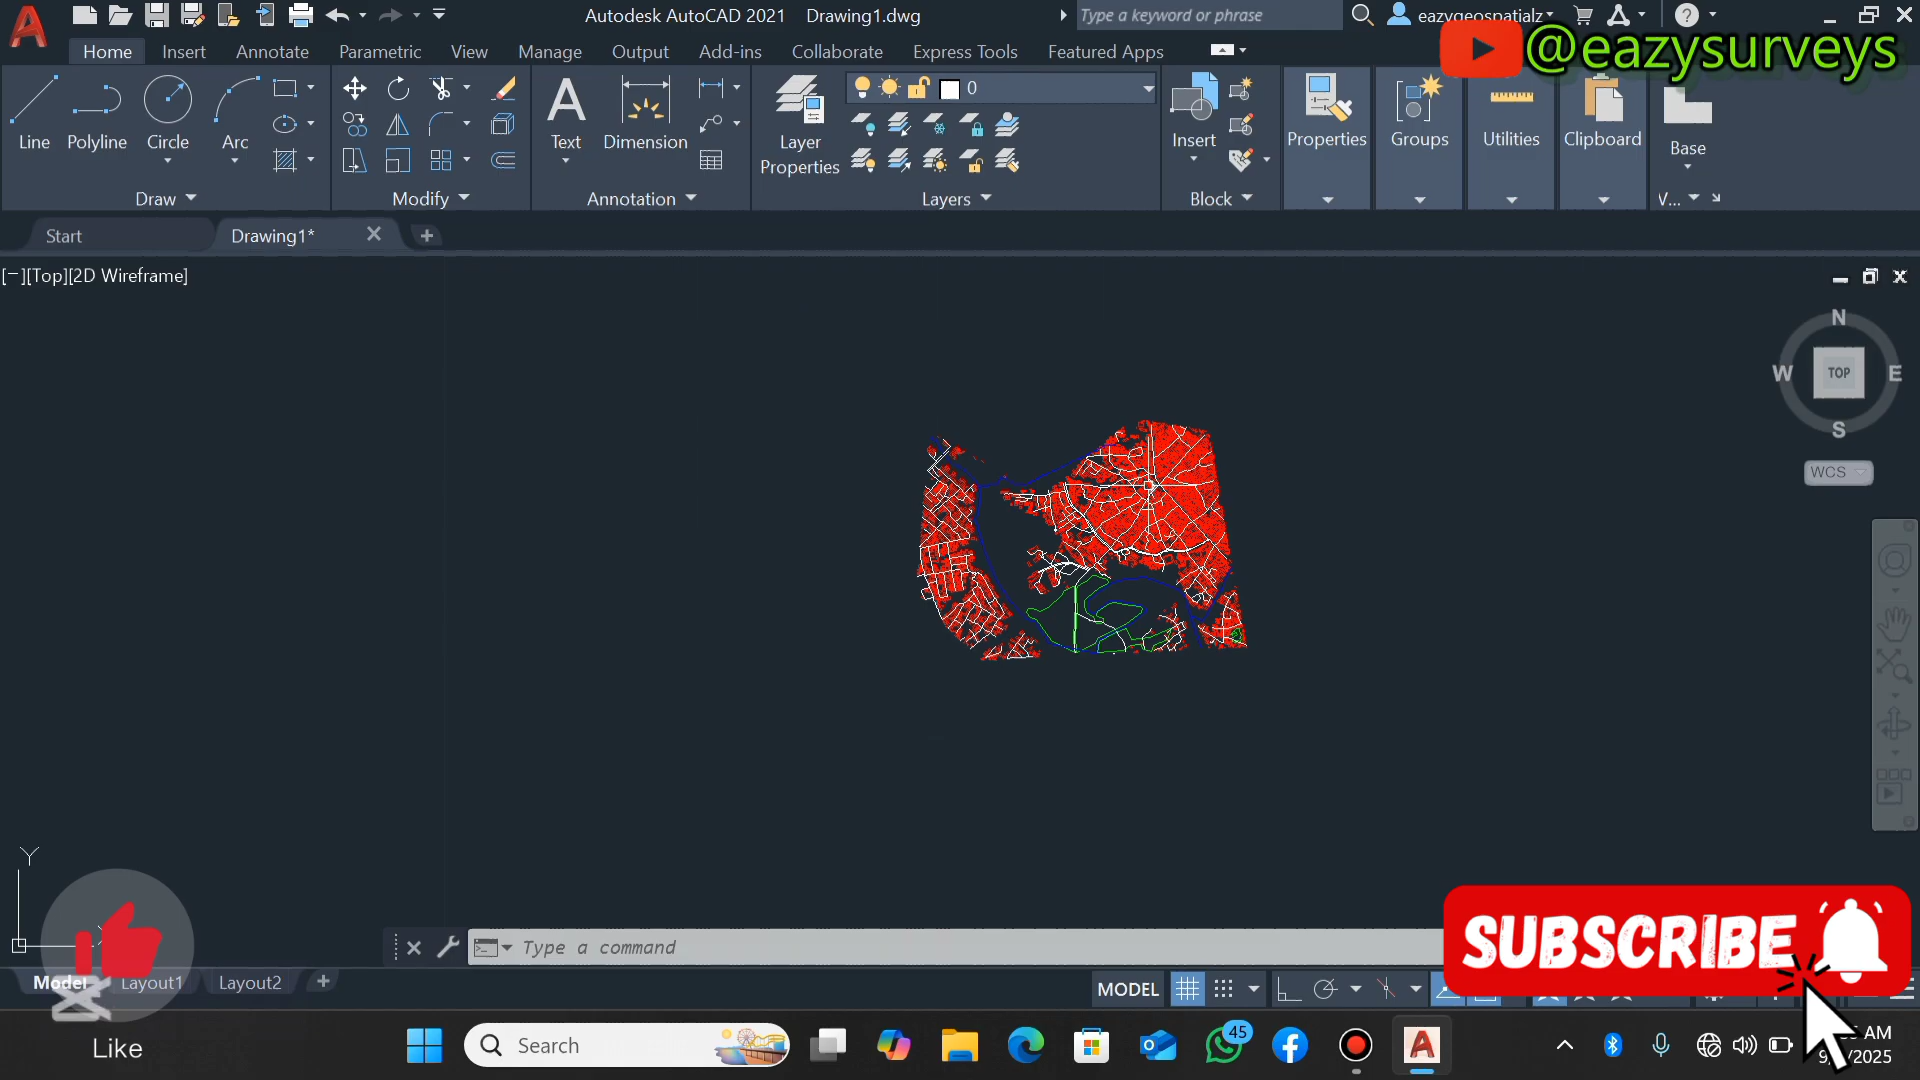 Autodesk AutoCAD 2021 Drawing1.dwg
Type a keyword or phrase
eazygeospatialz
@eazysurveys
Home Insert Annotate Parametric View Manage Output Add-ins Collaborate Express Tools Featured Apps
0
Line Polyline Circle Arc
Text Dimension
Layer Properties
Insert
Properties
Groups
Utilities
Clipboard
Base
Draw Modify Annotation Layers Block V...
Start Drawing1*
[−][Top][2D Wireframe]
N
W TOP E
S
WCS
Y
Type a command
SUBSCRIBE
Model Layout1 Layout2
MODEL
Like
Search
45
AM